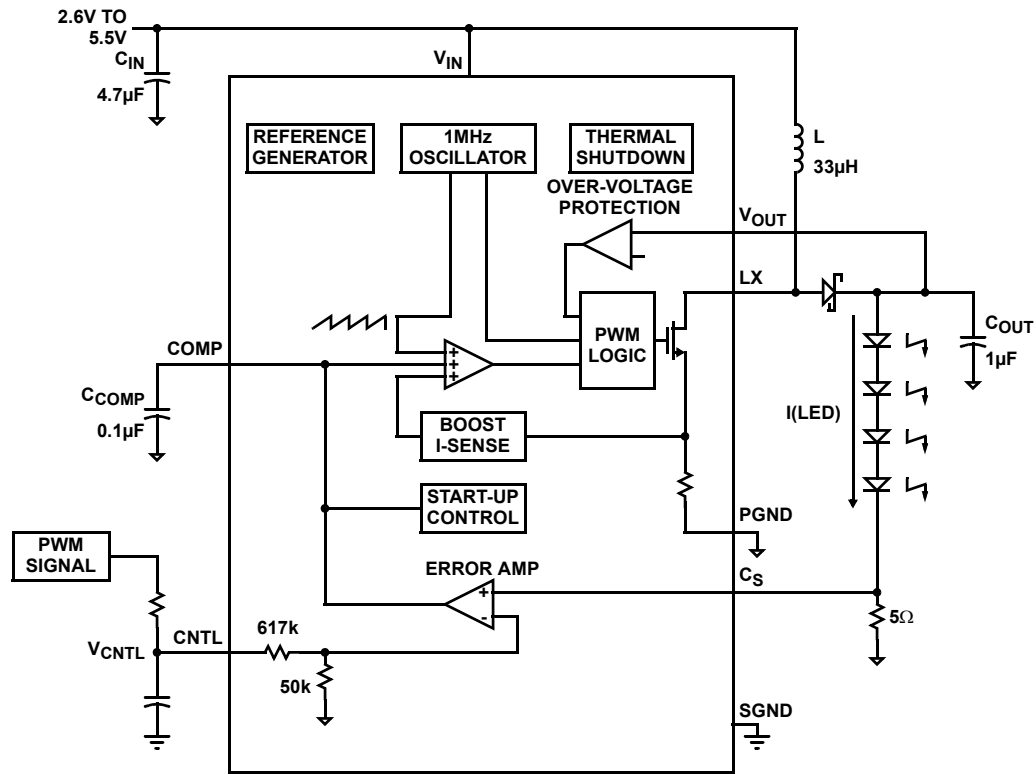 2.6V TO
5.5V
CIN
4.7µF
VIN
REFERENCE
GENERATOR
1MHz
OSCILLATOR
THERMAL
SHUTDOWN
L
33µH
OVER-VOLTAGE
PROTECTION
VOUT
LX
PWM
LOGIC
COUT
1µF
COMP
+
+
+
CCOMP
0.1µF
BOOST
I-SENSE
I(LED)
START-UP
CONTROL
PGND
PWM
SIGNAL
ERROR AMP
CS
+
-
5Ω
VCNTL
CNTL
617k
50k
SGND